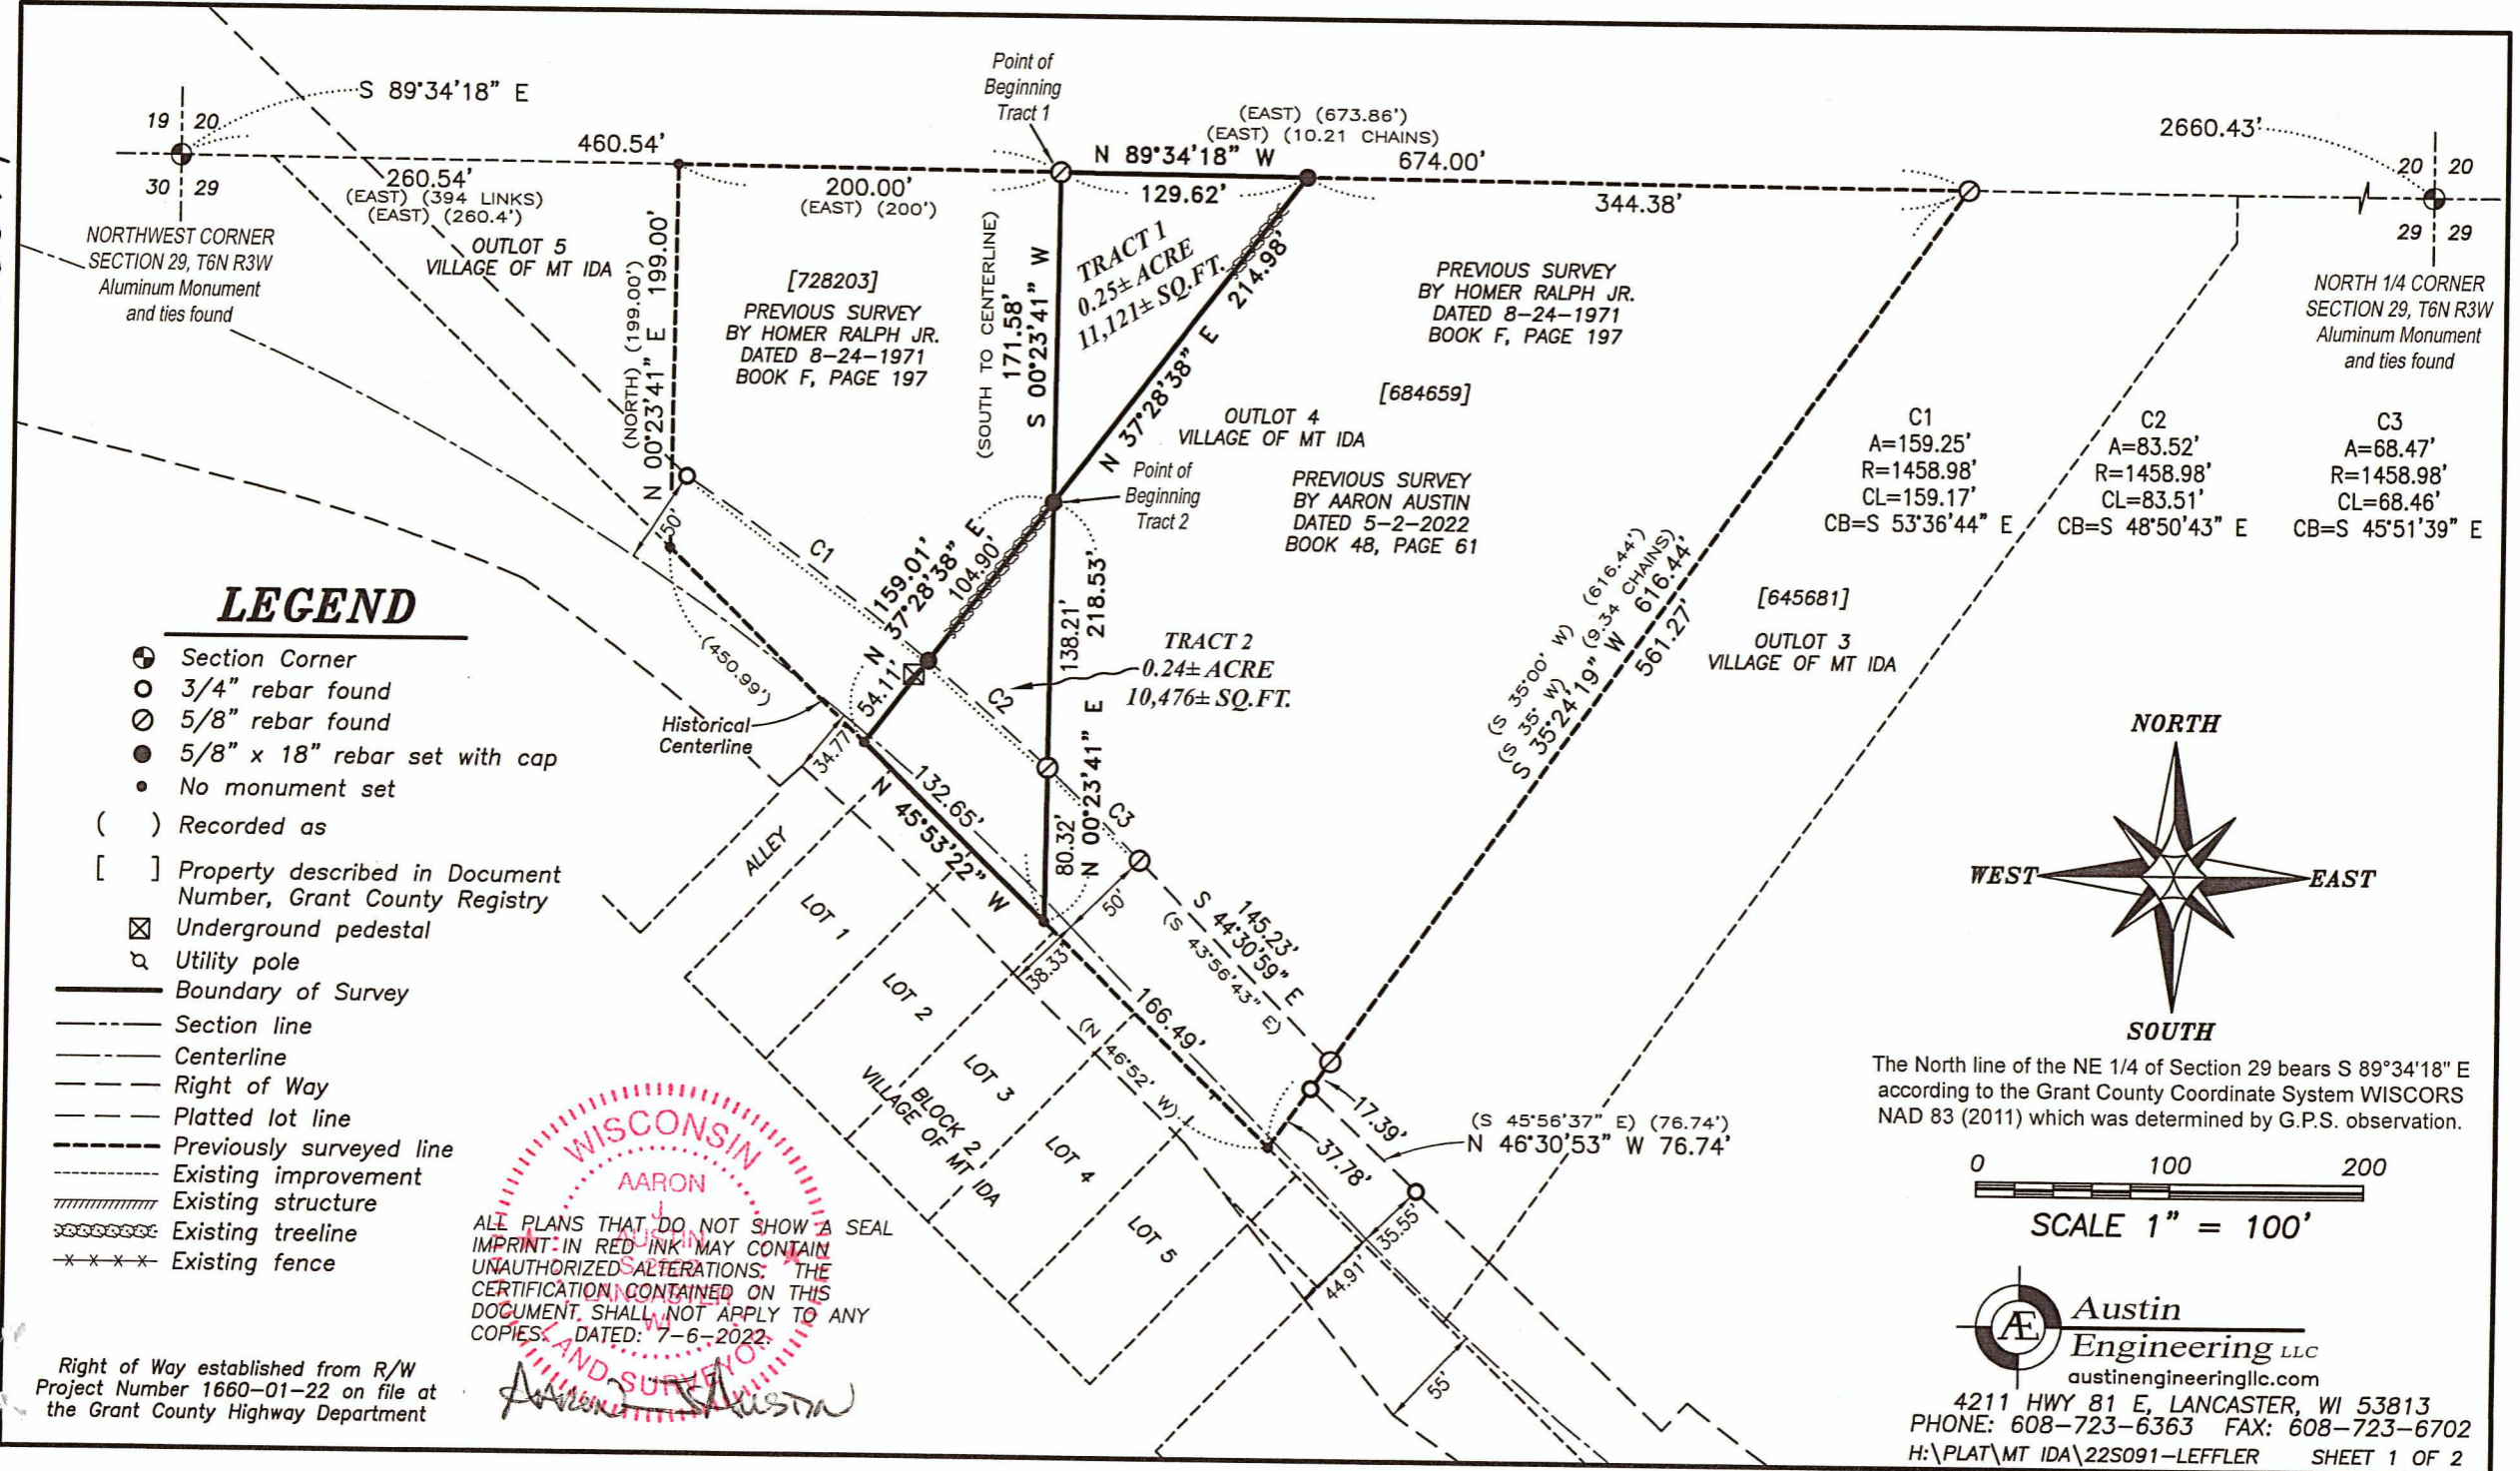 S 89°34'18" E
19 20
30 29
460.54'
260.54'
(EAST) (394 LINKS)
(EAST) (260.4')
NORTHWEST CORNER
SECTION 29, T6N R3W
Aluminum Monument
and ties found
OUTLOT 5
VILLAGE OF MT IDA
(NORTH) (199.00')
N 00°23'41" E 199.00'
200.00'
(EAST) (200')
[728203]
PREVIOUS SURVEY
BY HOMER RALPH JR.
DATED 8-24-1971
BOOK F, PAGE 197
Point of
Beginning
Tract 1
(EAST) (673.86')
(EAST) (10.21 CHAINS)
N 89°34'18" W
674.00'
129.62'
344.38'
2660.43'
20 20
29 29
NORTH 1/4 CORNER
SECTION 29, T6N R3W
Aluminum Monument
and ties found
(SOUTH TO CENTERLINE)
171.58'
S 00°23'41" W
TRACT 1
0.25± ACRE
11,121± SQ.FT.
N 37°28'38" E 214.98'
PREVIOUS SURVEY
BY HOMER RALPH JR.
DATED 8-24-1971
BOOK F, PAGE 197
[684659]
OUTLOT 4
VILLAGE OF MT IDA
Point of
Beginning
Tract 2
PREVIOUS SURVEY
BY AARON AUSTIN
DATED 5-2-2022
BOOK 48, PAGE 61
C1
A=159.25'
R=1458.98'
CL=159.17'
CB=S 53°36'44" E
C2
A=83.52'
R=1458.98'
CL=83.51'
CB=S 48°50'43" E
C3
A=68.47'
R=1458.98'
CL=68.46'
CB=S 45°51'39" E
150'
C1
159.01'
N 37°28'38" E
104.90'
54.11'
(450.99')
Historical
Centerline
34.77'
C2
138.21'
218.53'
N 00°23'41" E
80.32'
TRACT 2
0.24± ACRE
10,476± SQ.FT.
C3
132.65'
N 45°53'22" W
50'
38.33'
145.23'
S 44°30'59" E
(S 43°56'43" E)
166.49'
(N 46°52' W)
(S 35°00' W) (616.44')
(S 35° W) (9.34 CHAINS)
S 35°24'19" W 616.44'
561.27'
[645681]
OUTLOT 3
VILLAGE OF MT IDA
17.39'
37.78'
(S 45°56'37" E) (76.74')
N 46°30'53" W 76.74'
35.55'
44.91'
55'
ALLEY
LOT 1
LOT 2
LOT 3
LOT 4
LOT 5
BLOCK 2
VILLAGE OF MT IDA
LEGEND
Section Corner
3/4" rebar found
5/8" rebar found
5/8" x 18" rebar set with cap
No monument set
( ) Recorded as
[ ] Property described in Document
Number, Grant County Registry
Underground pedestal
Utility pole
Boundary of Survey
Section line
Centerline
Right of Way
Platted lot line
Previously surveyed line
Existing improvement
Existing structure
Existing treeline
Existing fence
WISCONSIN
AARON
J
AUSTIN
LANCASTER
WI
LAND SURVEYOR
ALL PLANS THAT DO NOT SHOW A SEAL
IMPRINT IN RED INK MAY CONTAIN
UNAUTHORIZED ALTERATIONS. THE
CERTIFICATION CONTAINED ON THIS
DOCUMENT SHALL NOT APPLY TO ANY
COPIES. DATED: 7-6-2022
Aaron J Austin
Right of Way established from R/W
Project Number 1660-01-22 on file at
the Grant County Highway Department
NORTH
WEST
EAST
SOUTH
The North line of the NE 1/4 of Section 29 bears S 89°34'18" E
according to the Grant County Coordinate System WISCORS
NAD 83 (2011) which was determined by G.P.S. observation.
0 100 200
SCALE 1" = 100'
Æ
Austin
Engineering LLC
austinengineeringllc.com
4211 HWY 81 E, LANCASTER, WI 53813
PHONE: 608-723-6363 FAX: 608-723-6702
H:\PLAT\MT IDA\22S091-LEFFLER SHEET 1 OF 2